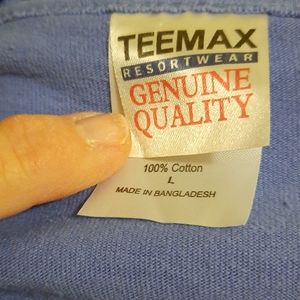 TEEMAX
RESORTWEAR
GENUINE
QUALITY
100% Cotton
L
MADE IN BANGLADESH